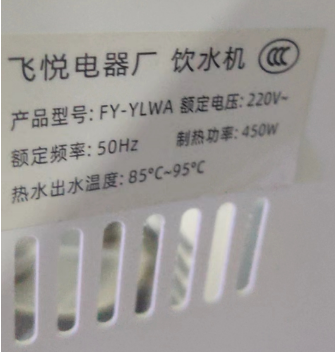 飞悦电器厂 饮水机 CCC
产品型号: FY-YLWA 额定电压: 220V~
额定频率: 50Hz 制热功率: 450W
热水出水温度: 85°C~95°C